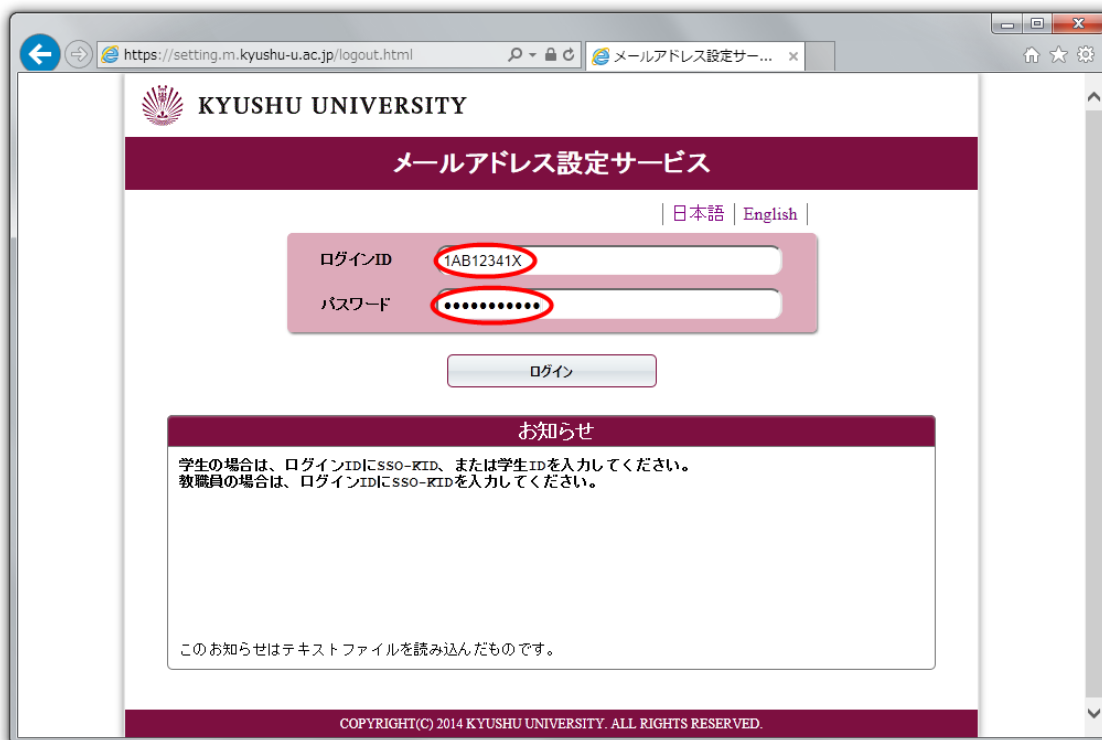 https://setting.m.kyushu-u.ac.jp/logout.html
メールアドレス設定サー...
KYUSHU UNIVERSITY
メールアドレス設定サービス
日本語 | English
ログインID 1AB12341X
パスワード •••••••••••
ログイン
お知らせ
学生の場合は、ログインIDにSSO-KID、または学生IDを入力してください。
教職員の場合は、ログインIDにSSO-KIDを入力してください。
このお知らせはテキストファイルを読み込んだものです。
COPYRIGHT(C) 2014 KYUSHU UNIVERSITY. ALL RIGHTS RESERVED.